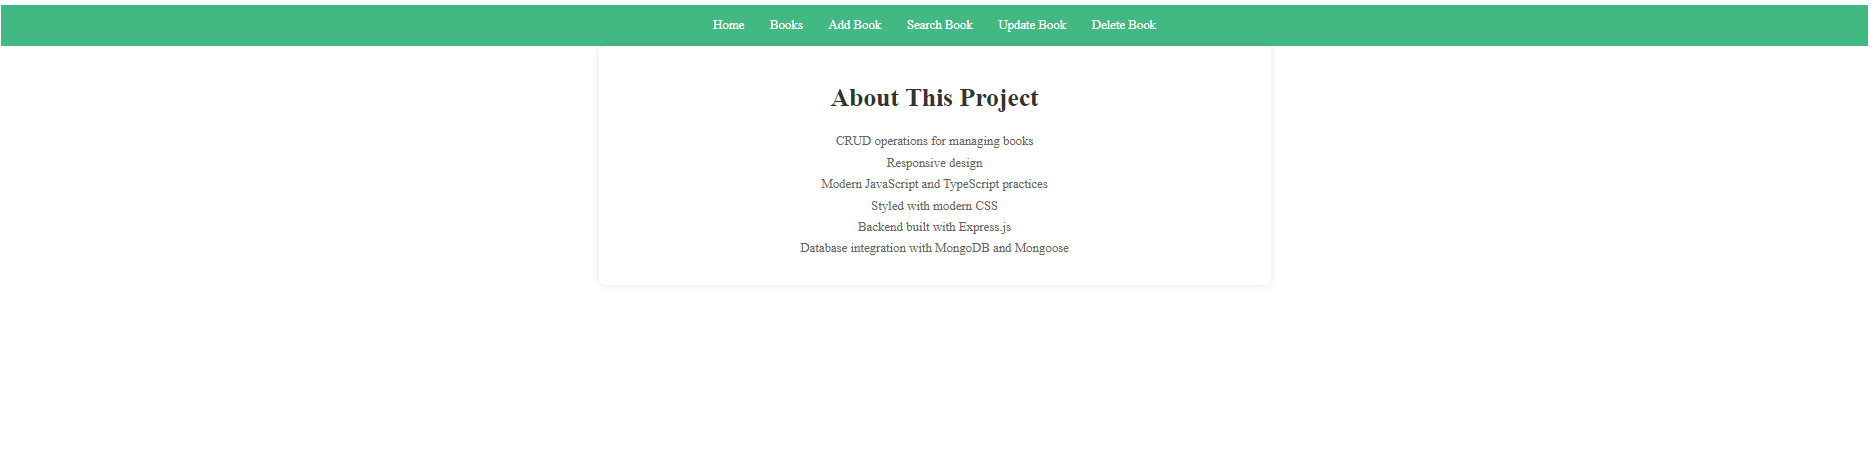 Home Books Add Book Search Book Update Book Delete Book
About This Project
CRUD operations for managing books
Responsive design
Modern JavaScript and TypeScript practices
Styled with modern CSS
Backend built with Express.js
Database integration with MongoDB and Mongoose